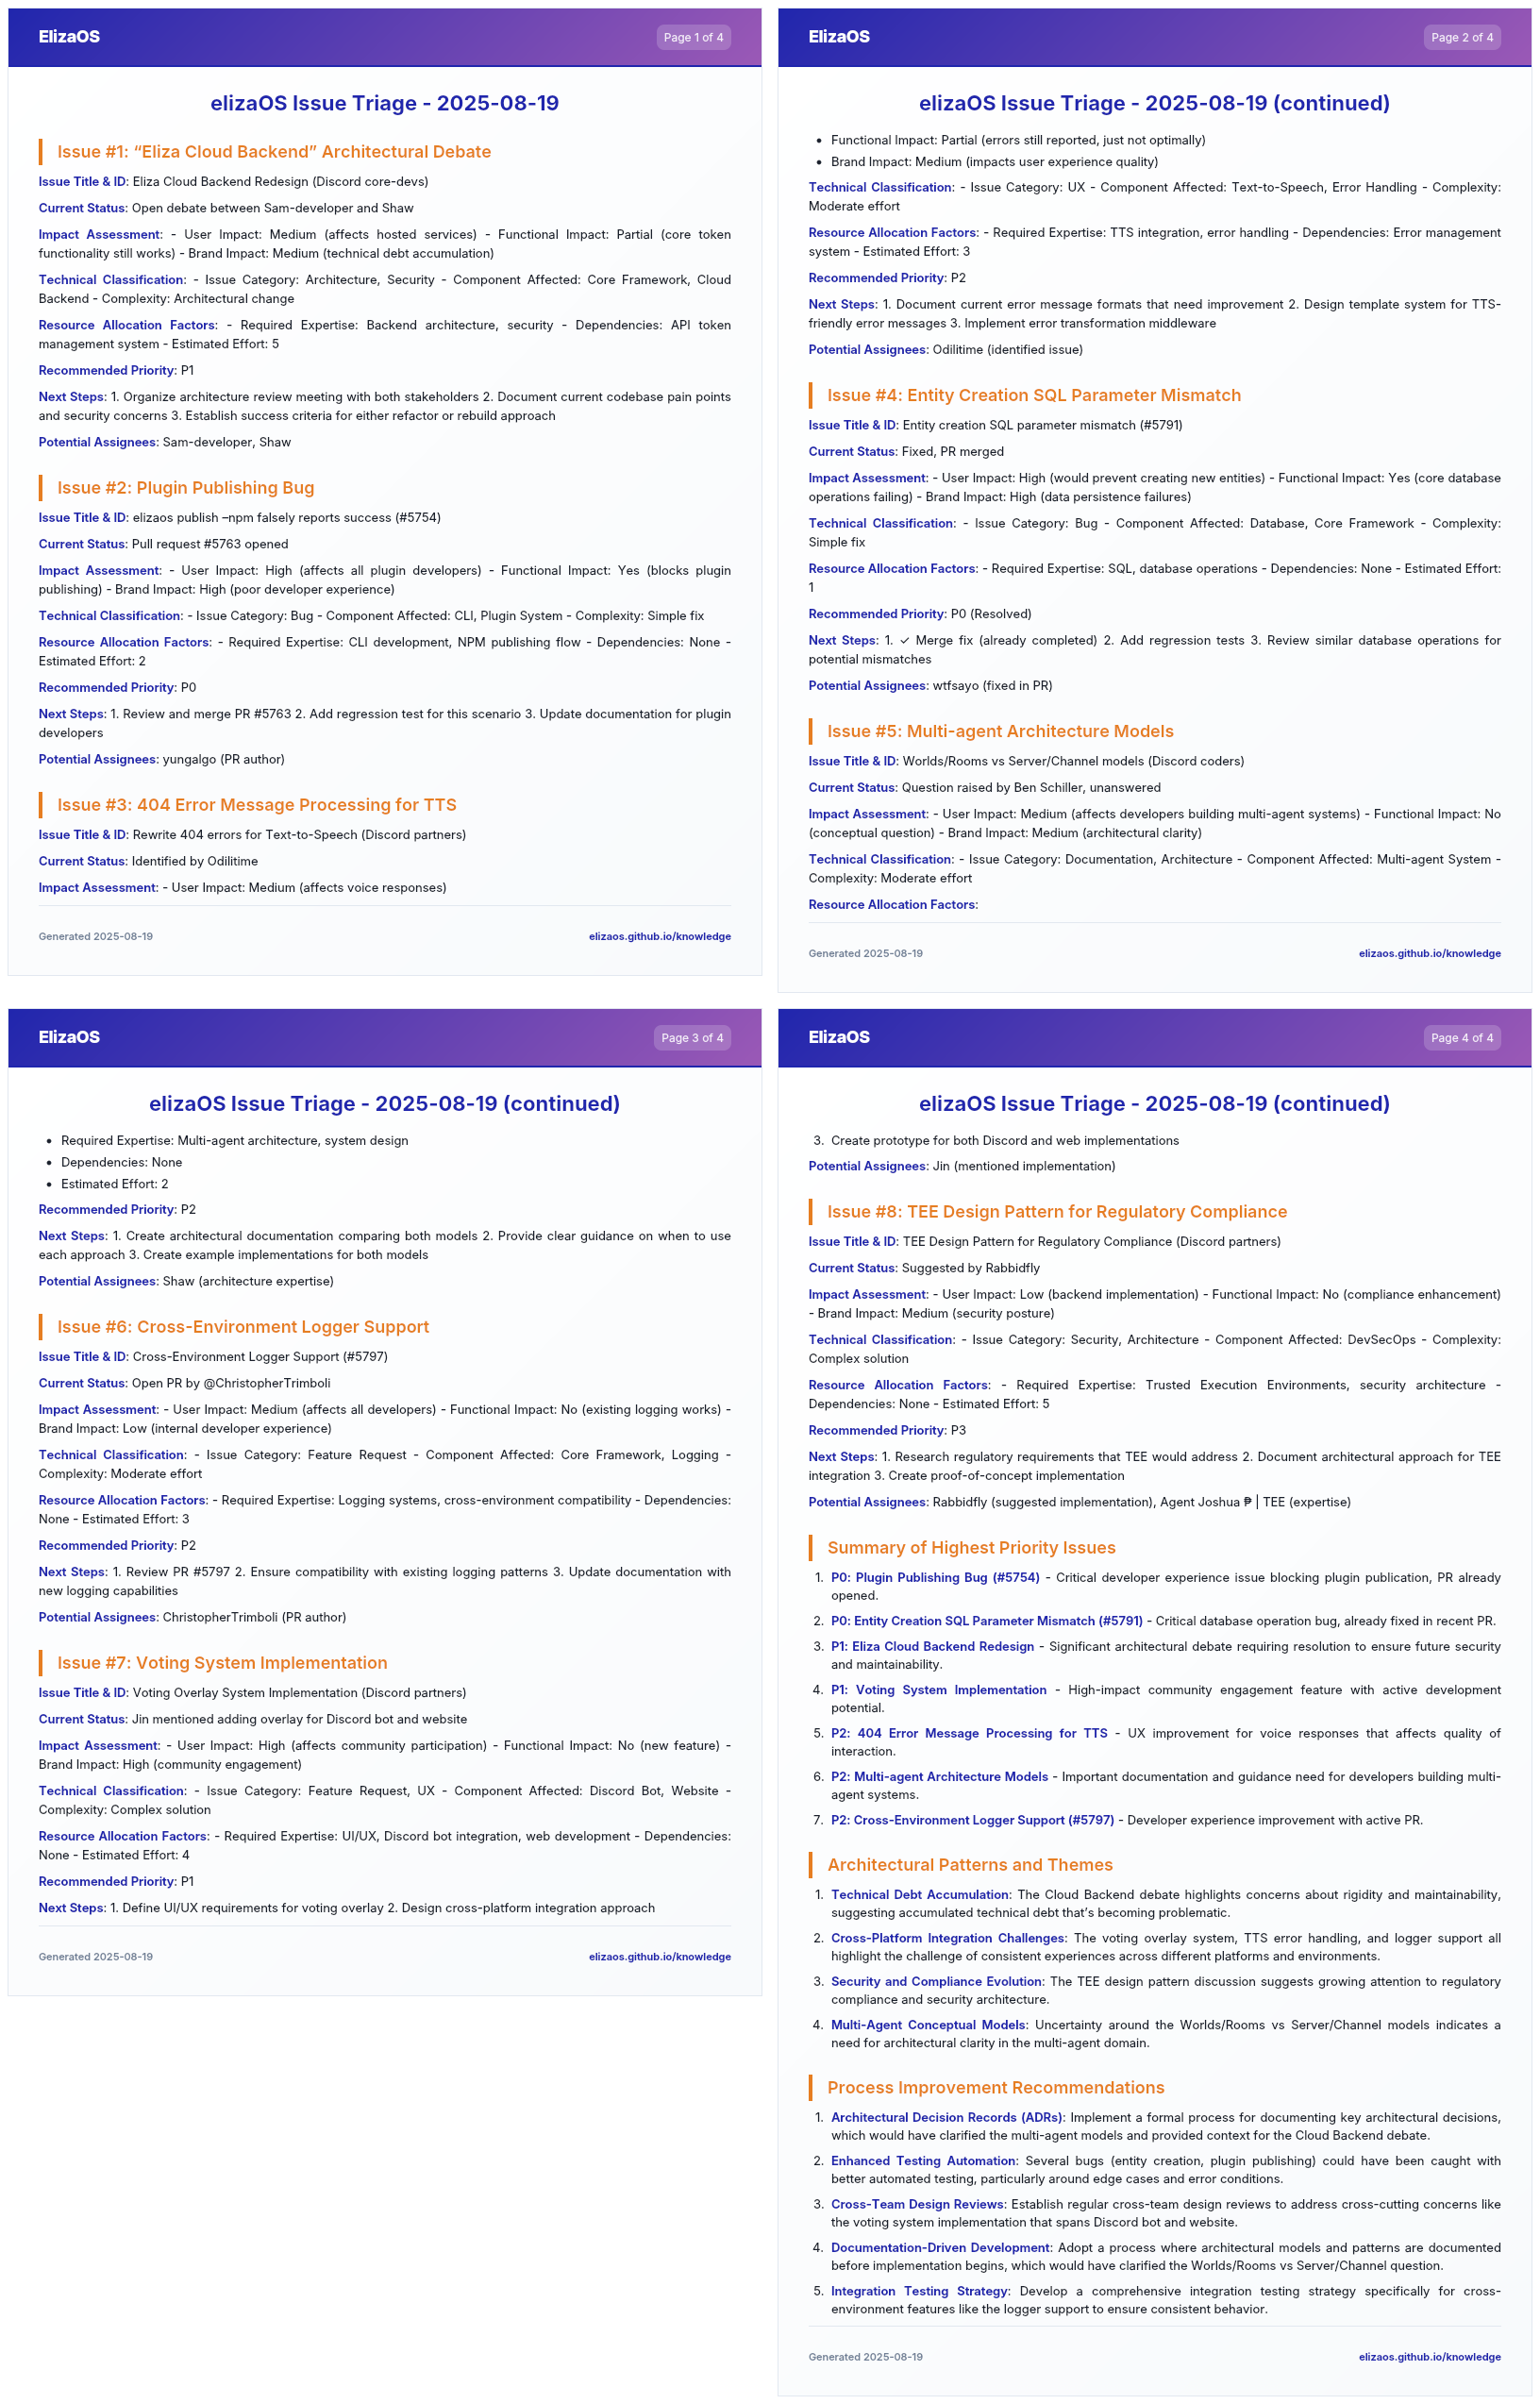 ElizaOS
Page 1 of 4
elizaOS Issue Triage - 2025-08-19
Issue #1: “Eliza Cloud Backend” Architectural Debate
Issue Title & ID: Eliza Cloud Backend Redesign (Discord core-devs)
Current Status: Open debate between Sam-developer and Shaw
Impact Assessment: - User Impact: Medium (affects hosted services) - Functional Impact: Partial (core token
functionality still works) - Brand Impact: Medium (technical debt accumulation)
Technical Classification: - Issue Category: Architecture, Security - Component Affected: Core Framework, Cloud
Backend - Complexity: Architectural change
Resource Allocation Factors: - Required Expertise: Backend architecture, security - Dependencies: API token
management system - Estimated Effort: 5
Recommended Priority: P1
Next Steps: 1. Organize architecture review meeting with both stakeholders 2. Document current codebase pain points
and security concerns 3. Establish success criteria for either refactor or rebuild approach
Potential Assignees: Sam-developer, Shaw
Issue #2: Plugin Publishing Bug
Issue Title & ID: elizaos publish –npm falsely reports success (#5754)
Current Status: Pull request #5763 opened
Impact Assessment: - User Impact: High (affects all plugin developers) - Functional Impact: Yes (blocks plugin
publishing) - Brand Impact: High (poor developer experience)
Technical Classification: - Issue Category: Bug - Component Affected: CLI, Plugin System - Complexity: Simple fix
Resource Allocation Factors: - Required Expertise: CLI development, NPM publishing flow - Dependencies: None -
Estimated Effort: 2
Recommended Priority: P0
Next Steps: 1. Review and merge PR #5763 2. Add regression test for this scenario 3. Update documentation for plugin
developers
Potential Assignees: yungalgo (PR author)
Issue #3: 404 Error Message Processing for TTS
Issue Title & ID: Rewrite 404 errors for Text-to-Speech (Discord partners)
Current Status: Identified by Odilitime
Impact Assessment: - User Impact: Medium (affects voice responses)
Generated 2025-08-19
elizaos.github.io/knowledge
ElizaOS
Page 2 of 4
elizaOS Issue Triage - 2025-08-19 (continued)
• Functional Impact: Partial (errors still reported, just not optimally)
• Brand Impact: Medium (impacts user experience quality)
Technical Classification: - Issue Category: UX - Component Affected: Text-to-Speech, Error Handling - Complexity:
Moderate effort
Resource Allocation Factors: - Required Expertise: TTS integration, error handling - Dependencies: Error management
system - Estimated Effort: 3
Recommended Priority: P2
Next Steps: 1. Document current error message formats that need improvement 2. Design template system for TTS-
friendly error messages 3. Implement error transformation middleware
Potential Assignees: Odilitime (identified issue)
Issue #4: Entity Creation SQL Parameter Mismatch
Issue Title & ID: Entity creation SQL parameter mismatch (#5791)
Current Status: Fixed, PR merged
Impact Assessment: - User Impact: High (would prevent creating new entities) - Functional Impact: Yes (core database
operations failing) - Brand Impact: High (data persistence failures)
Technical Classification: - Issue Category: Bug - Component Affected: Database, Core Framework - Complexity:
Simple fix
Resource Allocation Factors: - Required Expertise: SQL, database operations - Dependencies: None - Estimated Effort:
1
Recommended Priority: P0 (Resolved)
Next Steps: 1. ✓ Merge fix (already completed) 2. Add regression tests 3. Review similar database operations for
potential mismatches
Potential Assignees: wtfsayo (fixed in PR)
Issue #5: Multi-agent Architecture Models
Issue Title & ID: Worlds/Rooms vs Server/Channel models (Discord coders)
Current Status: Question raised by Ben Schiller, unanswered
Impact Assessment: - User Impact: Medium (affects developers building multi-agent systems) - Functional Impact: No
(conceptual question) - Brand Impact: Medium (architectural clarity)
Technical Classification: - Issue Category: Documentation, Architecture - Component Affected: Multi-agent System -
Complexity: Moderate effort
Resource Allocation Factors:
Generated 2025-08-19
elizaos.github.io/knowledge
ElizaOS
Page 3 of 4
elizaOS Issue Triage - 2025-08-19 (continued)
• Required Expertise: Multi-agent architecture, system design
• Dependencies: None
• Estimated Effort: 2
Recommended Priority: P2
Next Steps: 1. Create architectural documentation comparing both models 2. Provide clear guidance on when to use
each approach 3. Create example implementations for both models
Potential Assignees: Shaw (architecture expertise)
Issue #6: Cross-Environment Logger Support
Issue Title & ID: Cross-Environment Logger Support (#5797)
Current Status: Open PR by @ChristopherTrimboli
Impact Assessment: - User Impact: Medium (affects all developers) - Functional Impact: No (existing logging works) -
Brand Impact: Low (internal developer experience)
Technical Classification: - Issue Category: Feature Request - Component Affected: Core Framework, Logging -
Complexity: Moderate effort
Resource Allocation Factors: - Required Expertise: Logging systems, cross-environment compatibility - Dependencies:
None - Estimated Effort: 3
Recommended Priority: P2
Next Steps: 1. Review PR #5797 2. Ensure compatibility with existing logging patterns 3. Update documentation with
new logging capabilities
Potential Assignees: ChristopherTrimboli (PR author)
Issue #7: Voting System Implementation
Issue Title & ID: Voting Overlay System Implementation (Discord partners)
Current Status: Jin mentioned adding overlay for Discord bot and website
Impact Assessment: - User Impact: High (affects community participation) - Functional Impact: No (new feature) -
Brand Impact: High (community engagement)
Technical Classification: - Issue Category: Feature Request, UX - Component Affected: Discord Bot, Website -
Complexity: Complex solution
Resource Allocation Factors: - Required Expertise: UI/UX, Discord bot integration, web development - Dependencies:
None - Estimated Effort: 4
Recommended Priority: P1
Next Steps: 1. Define UI/UX requirements for voting overlay 2. Design cross-platform integration approach
Generated 2025-08-19
elizaos.github.io/knowledge
ElizaOS
Page 4 of 4
elizaOS Issue Triage - 2025-08-19 (continued)
3. Create prototype for both Discord and web implementations
Potential Assignees: Jin (mentioned implementation)
Issue #8: TEE Design Pattern for Regulatory Compliance
Issue Title & ID: TEE Design Pattern for Regulatory Compliance (Discord partners)
Current Status: Suggested by Rabbidfly
Impact Assessment: - User Impact: Low (backend implementation) - Functional Impact: No (compliance enhancement)
- Brand Impact: Medium (security posture)
Technical Classification: - Issue Category: Security, Architecture - Component Affected: DevSecOps - Complexity:
Complex solution
Resource Allocation Factors: - Required Expertise: Trusted Execution Environments, security architecture -
Dependencies: None - Estimated Effort: 5
Recommended Priority: P3
Next Steps: 1. Research regulatory requirements that TEE would address 2. Document architectural approach for TEE
integration 3. Create proof-of-concept implementation
Potential Assignees: Rabbidfly (suggested implementation), Agent Joshua ₱ | TEE (expertise)
Summary of Highest Priority Issues
1. P0: Plugin Publishing Bug (#5754) - Critical developer experience issue blocking plugin publication, PR already
opened.
2. P0: Entity Creation SQL Parameter Mismatch (#5791) - Critical database operation bug, already fixed in recent PR.
3. P1: Eliza Cloud Backend Redesign - Significant architectural debate requiring resolution to ensure future security
and maintainability.
4. P1: Voting System Implementation - High-impact community engagement feature with active development
potential.
5. P2: 404 Error Message Processing for TTS - UX improvement for voice responses that affects quality of
interaction.
6. P2: Multi-agent Architecture Models - Important documentation and guidance need for developers building multi-
agent systems.
7. P2: Cross-Environment Logger Support (#5797) - Developer experience improvement with active PR.
Architectural Patterns and Themes
1. Technical Debt Accumulation: The Cloud Backend debate highlights concerns about rigidity and maintainability,
suggesting accumulated technical debt that’s becoming problematic.
2. Cross-Platform Integration Challenges: The voting overlay system, TTS error handling, and logger support all
highlight the challenge of consistent experiences across different platforms and environments.
3. Security and Compliance Evolution: The TEE design pattern discussion suggests growing attention to regulatory
compliance and security architecture.
4. Multi-Agent Conceptual Models: Uncertainty around the Worlds/Rooms vs Server/Channel models indicates a
need for architectural clarity in the multi-agent domain.
Process Improvement Recommendations
1. Architectural Decision Records (ADRs): Implement a formal process for documenting key architectural decisions,
which would have clarified the multi-agent models and provided context for the Cloud Backend debate.
2. Enhanced Testing Automation: Several bugs (entity creation, plugin publishing) could have been caught with
better automated testing, particularly around edge cases and error conditions.
3. Cross-Team Design Reviews: Establish regular cross-team design reviews to address cross-cutting concerns like
the voting system implementation that spans Discord bot and website.
4. Documentation-Driven Development: Adopt a process where architectural models and patterns are documented
before implementation begins, which would have clarified the Worlds/Rooms vs Server/Channel question.
5. Integration Testing Strategy: Develop a comprehensive integration testing strategy specifically for cross-
environment features like the logger support to ensure consistent behavior.
Generated 2025-08-19
elizaos.github.io/knowledge